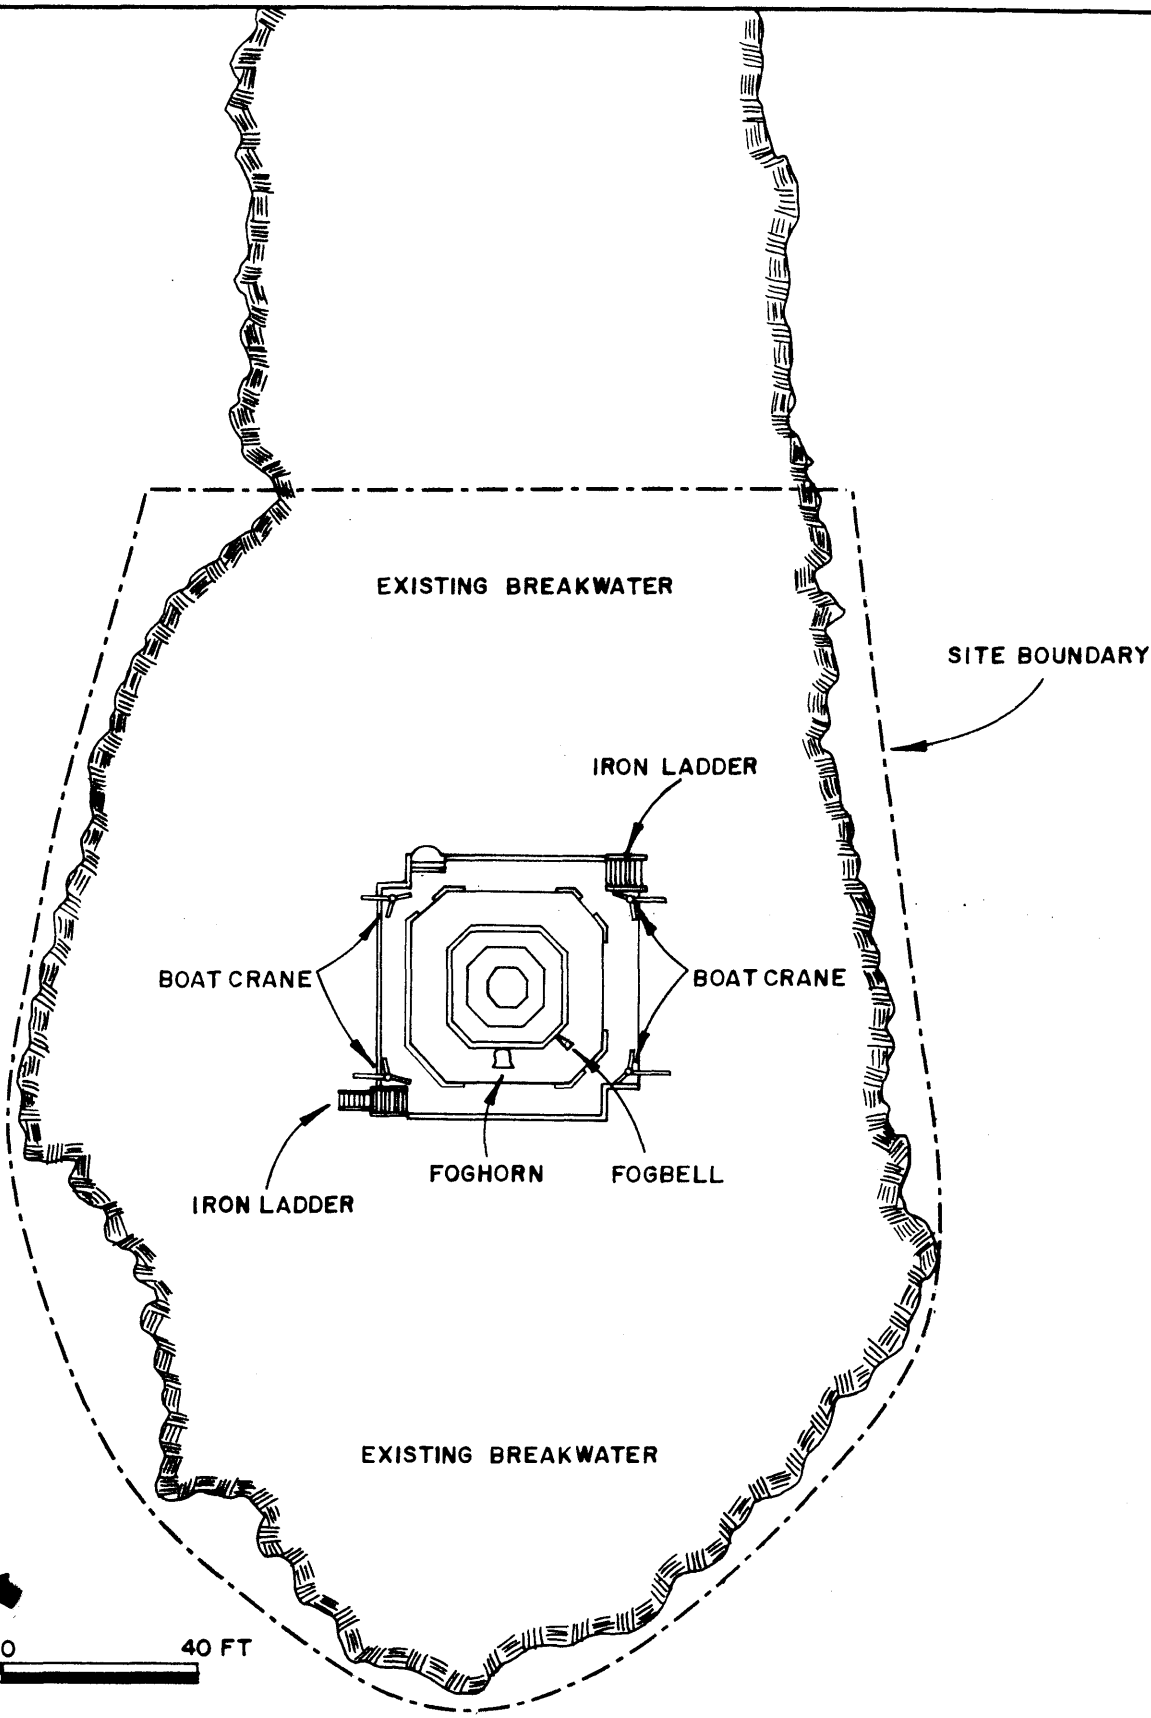 EXISTING BREAKWATER
SITE BOUNDARY
IRON LADDER
BOAT CRANE
BOAT CRANE
FOGHORN
FOGBELL
IRON LADDER
EXISTING BREAKWATER
0 40 FT